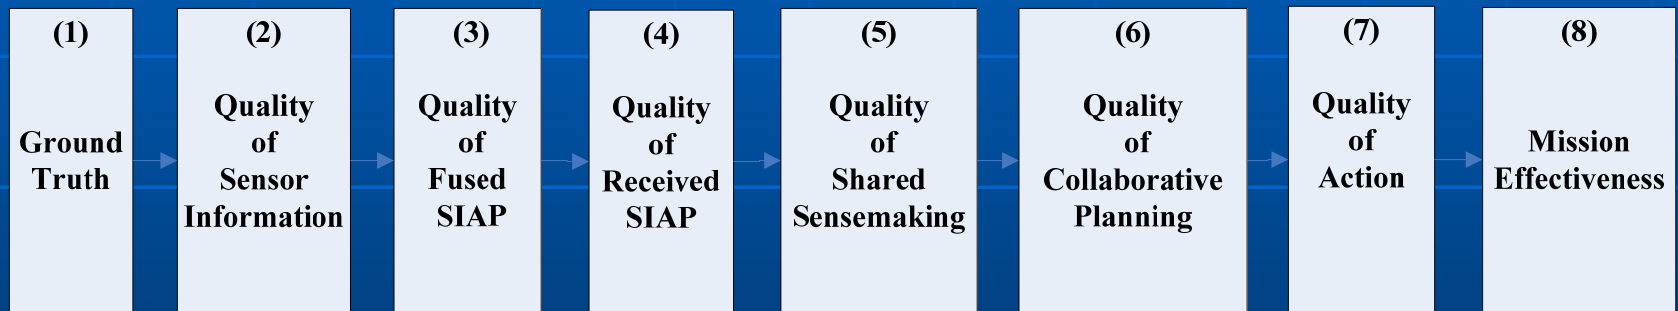 (1)
Ground
Truth
(2)
Quality
of
Sensor
Information
(3)
Quality
of
Fused
SIAP
(4)
Quality
of
Received
SIAP
(5)
Quality
of
Shared
Sensemaking
(6)
Quality
of
Collaborative
Planning
(7)
Quality
of
Action
(8)
Mission
Effectiveness